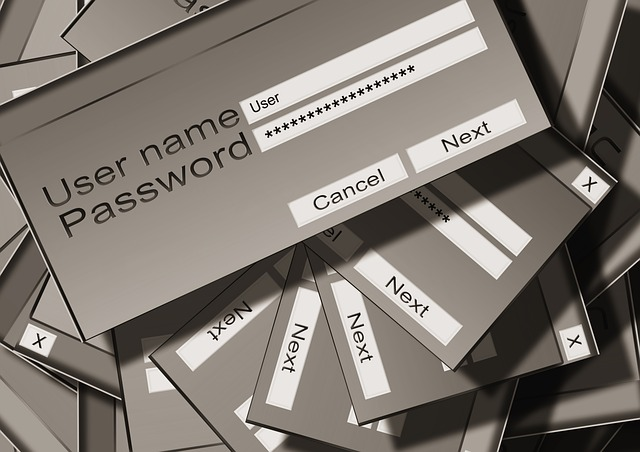 User name
User
Password
******************
Cancel
Next
*****
Next
Next
Next
Next
X
X
X